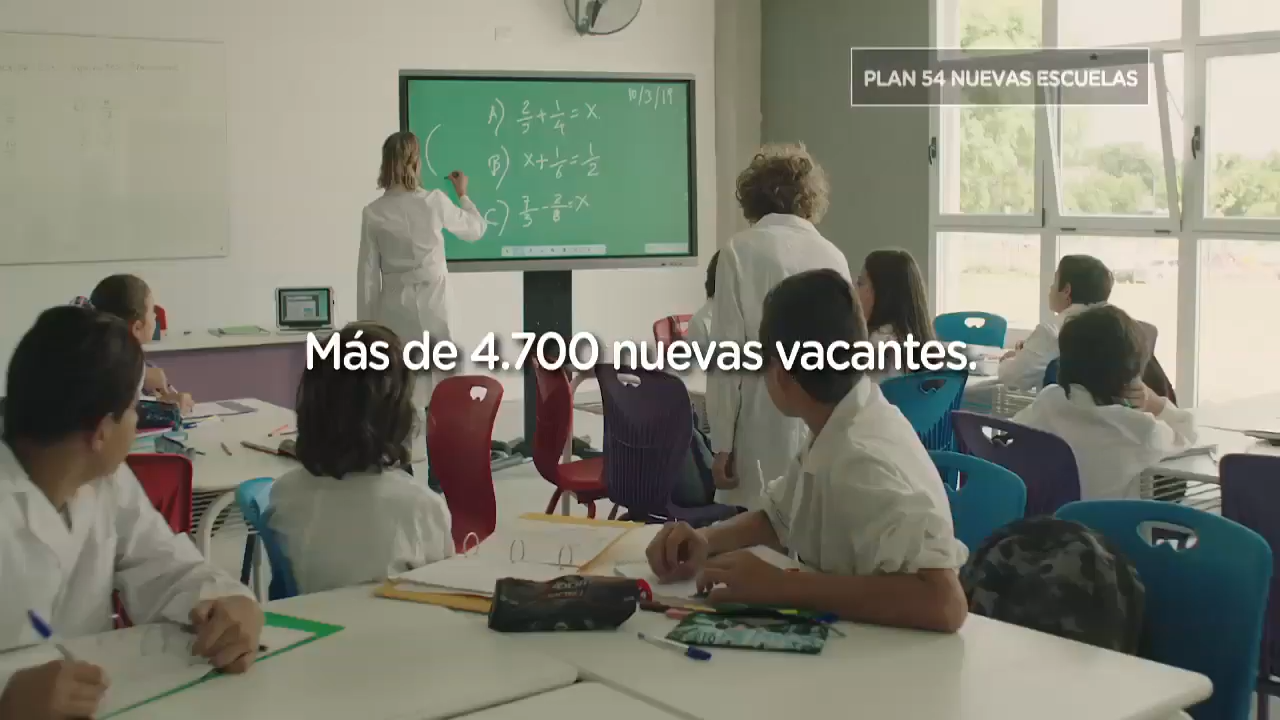 PLAN 54 NUEVAS ESCUELAS
10/3/19
A) 2/3 + 1/4 = X
B) X + 1/6 = 1/2
C) 7/5 - 2/8 = X
Más de 4.700 nuevas vacantes.